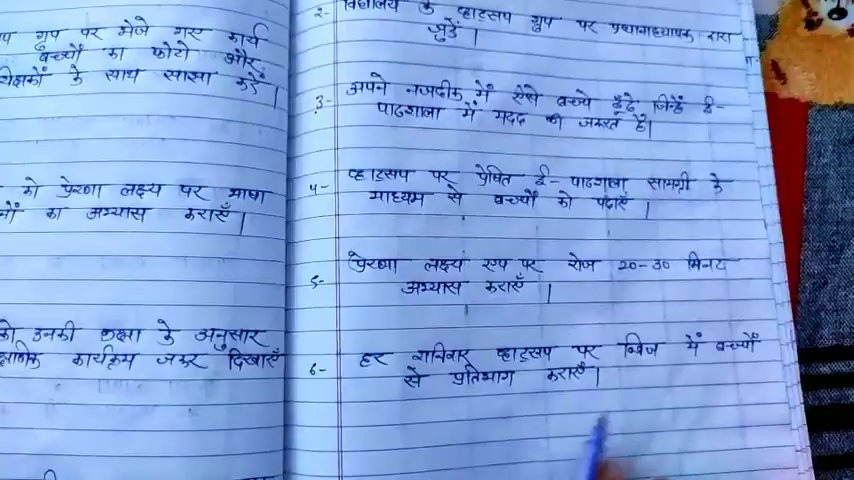 ग्रुप पर भेजे गए कार्य
बच्चों का फोटो और
शिक्षकों के साथ साझा करें।
को प्रेरणा लक्ष्य पर भाषा
का अभ्यास कराएँ।
को उनकी कक्षा के अनुसार
कार्यक्रम जरूर दिखाएँ
2- विद्यालय के व्हाट्सप ग्रुप पर प्रधानाध्यापक द्वारा
जुड़ें।
3- अपने नजदीक में ऐसे बच्चे ढूँढे जिन्हें ई-
पाठशाला में मदद की जरूरत है।
4- व्हाट्सप पर प्रेषित ई-पाठशाला सामग्री के
माध्यम से बच्चों को पढ़ाएँ।
5- प्रेरणा लक्ष्य एप पर रोज 20-30 मिनट
अभ्यास कराएँ।
6- हर शनिवार व्हाट्सप पर क्विज में बच्चों
से प्रतिभाग कराएँ।